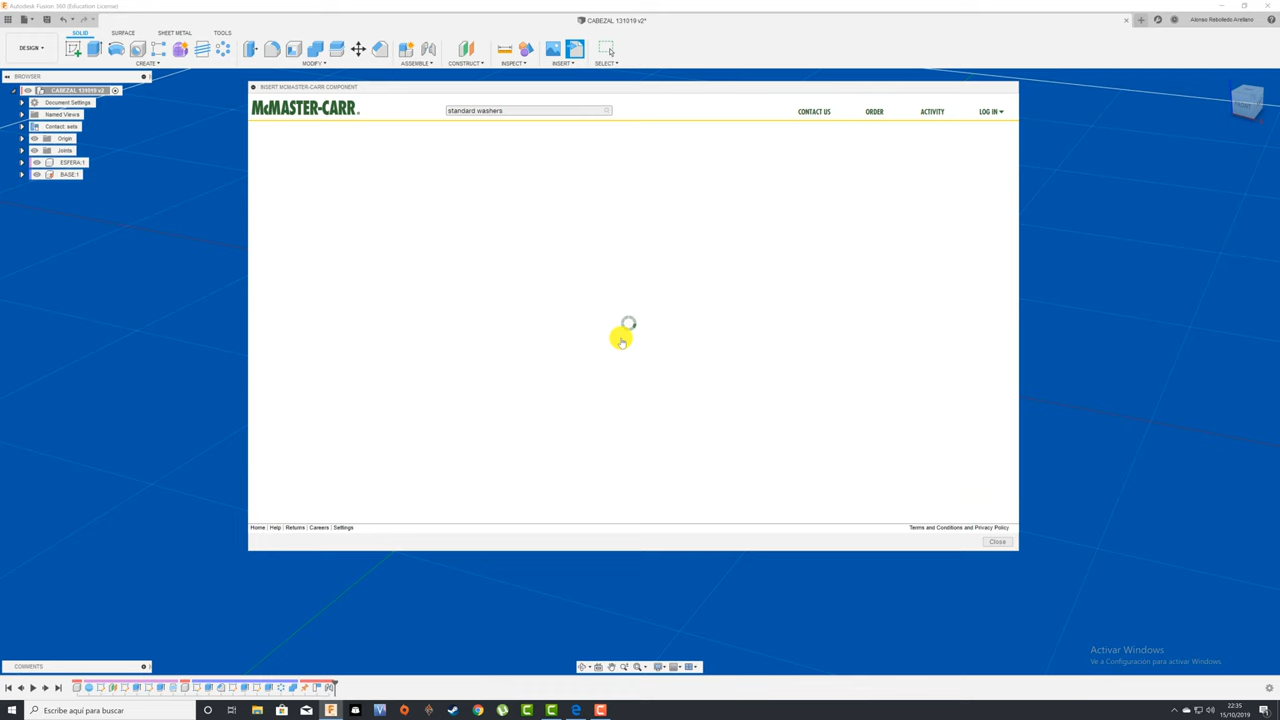 Autodesk Fusion 360 (Education License)
CABEZAL 131019 v2*
Alonso Rebolledo Arellano
DESIGN
SOLID SURFACE SHEET METAL TOOLS
CREATE MODIFY ASSEMBLE CONSTRUCT INSPECT INSERT SELECT
BROWSER
CABEZAL 131019 v2
Document Settings
Named Views
Contact: sets
Origin
Joints
ESFERA:1
BASE:1
INSERT MCMASTER-CARR COMPONENT
McMASTER-CARR.
standard washers
CONTACT US ORDER ACTIVITY LOG IN
Home | Help | Returns | Careers | Settings
Terms and Conditions and Privacy Policy
Close
Activar Windows
Ve a Configuración para activar Windows.
COMMENTS
Escribe aquí para buscar
22:35
15/10/2019